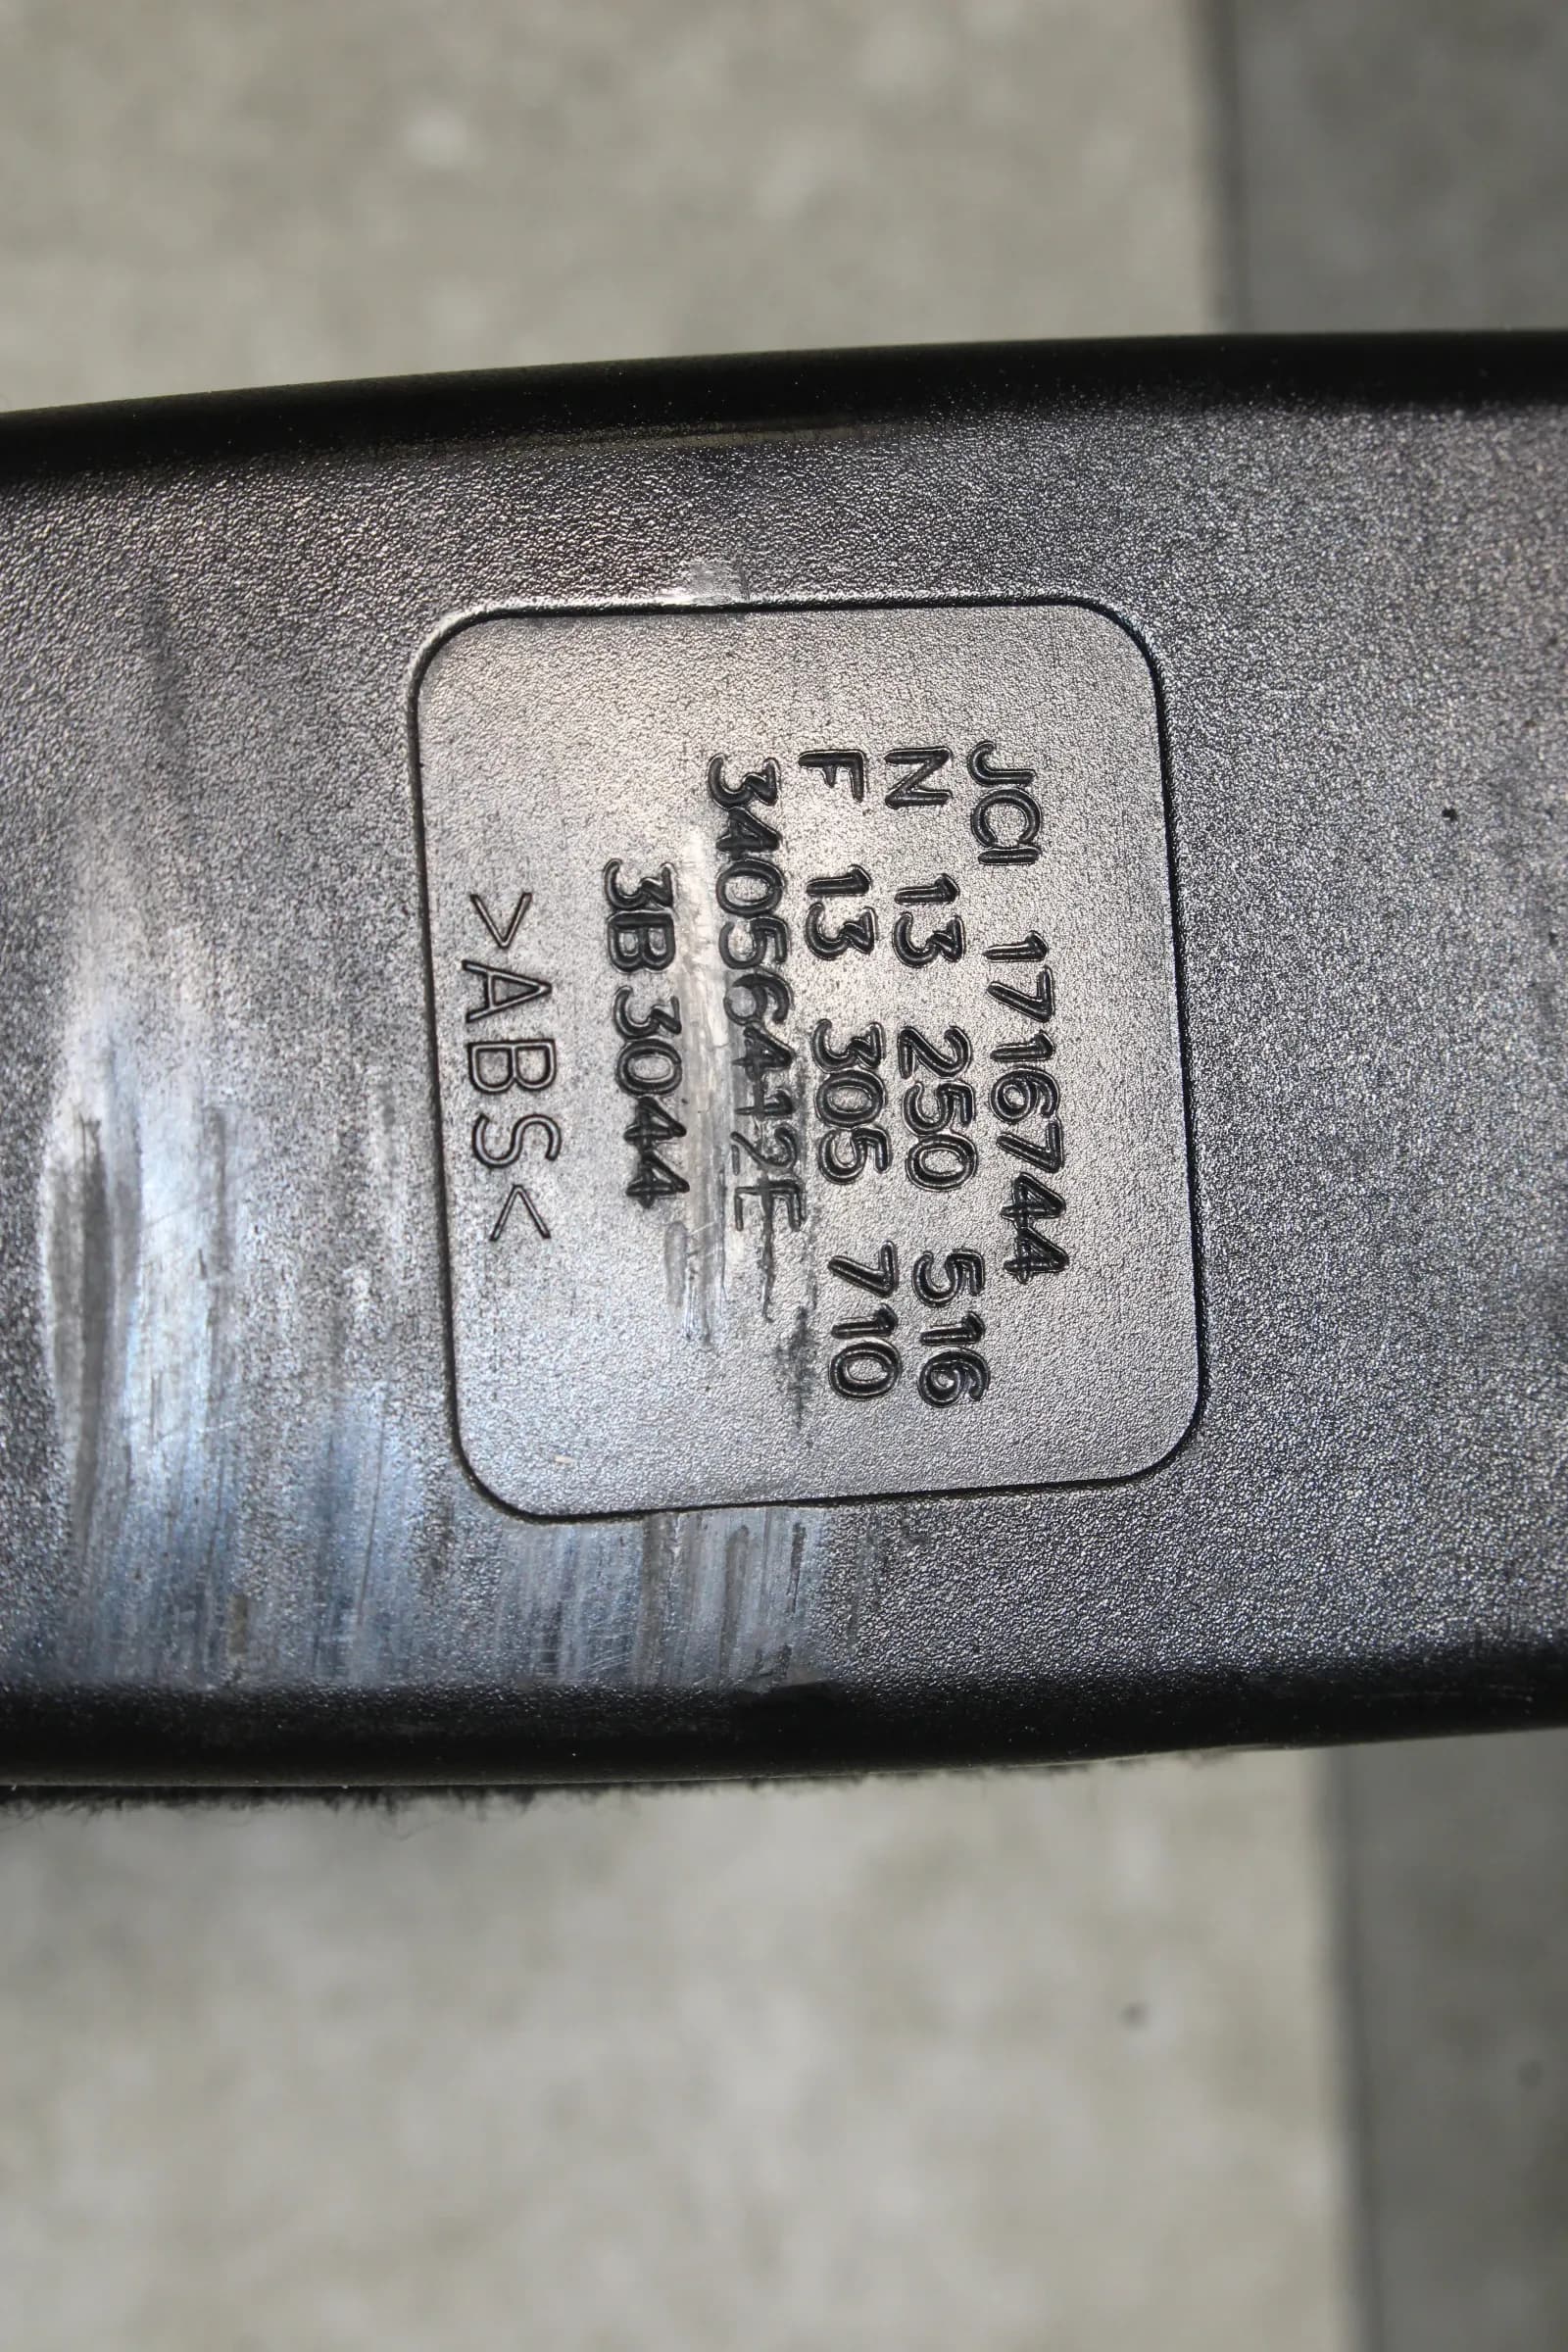 JCI 1716744
N 13 250 516
F 13 305 710
34056412E
3B 3044
>ABS<